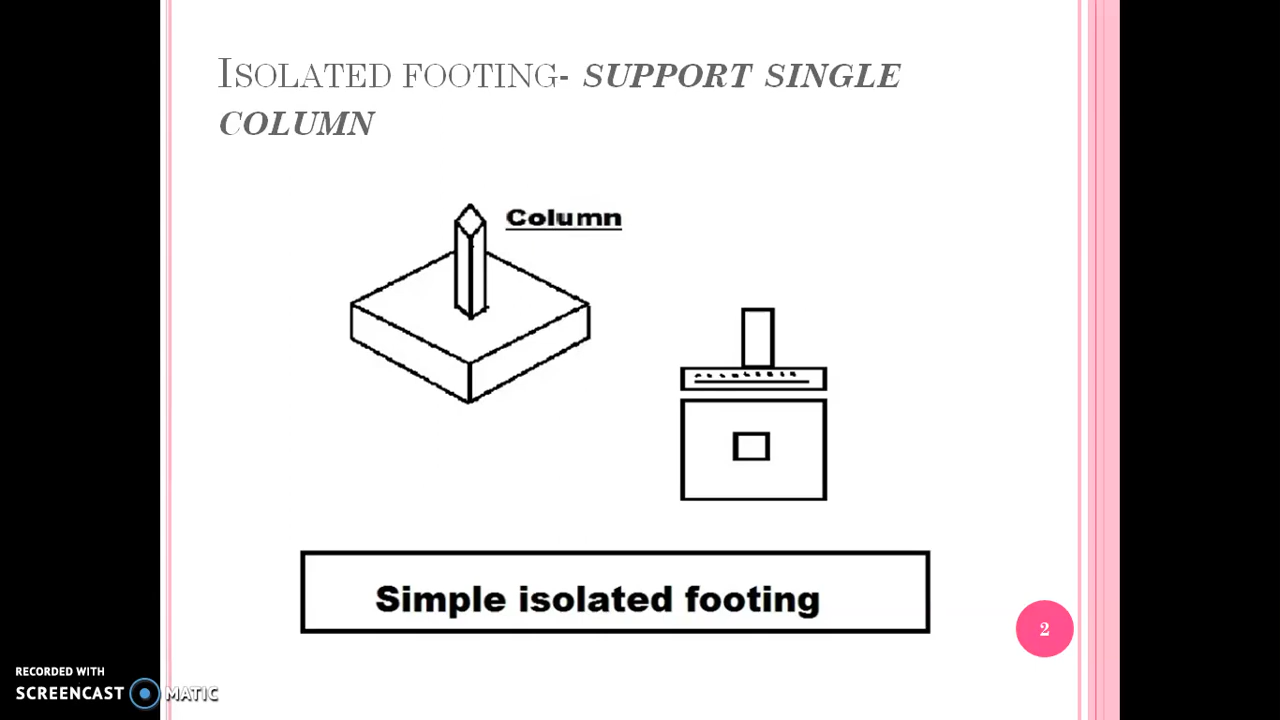 ISOLATED FOOTING- SUPPORT SINGLE
COLUMN
Column
Simple isolated footing
2
RECORDED WITH
SCREENCAST MATIC